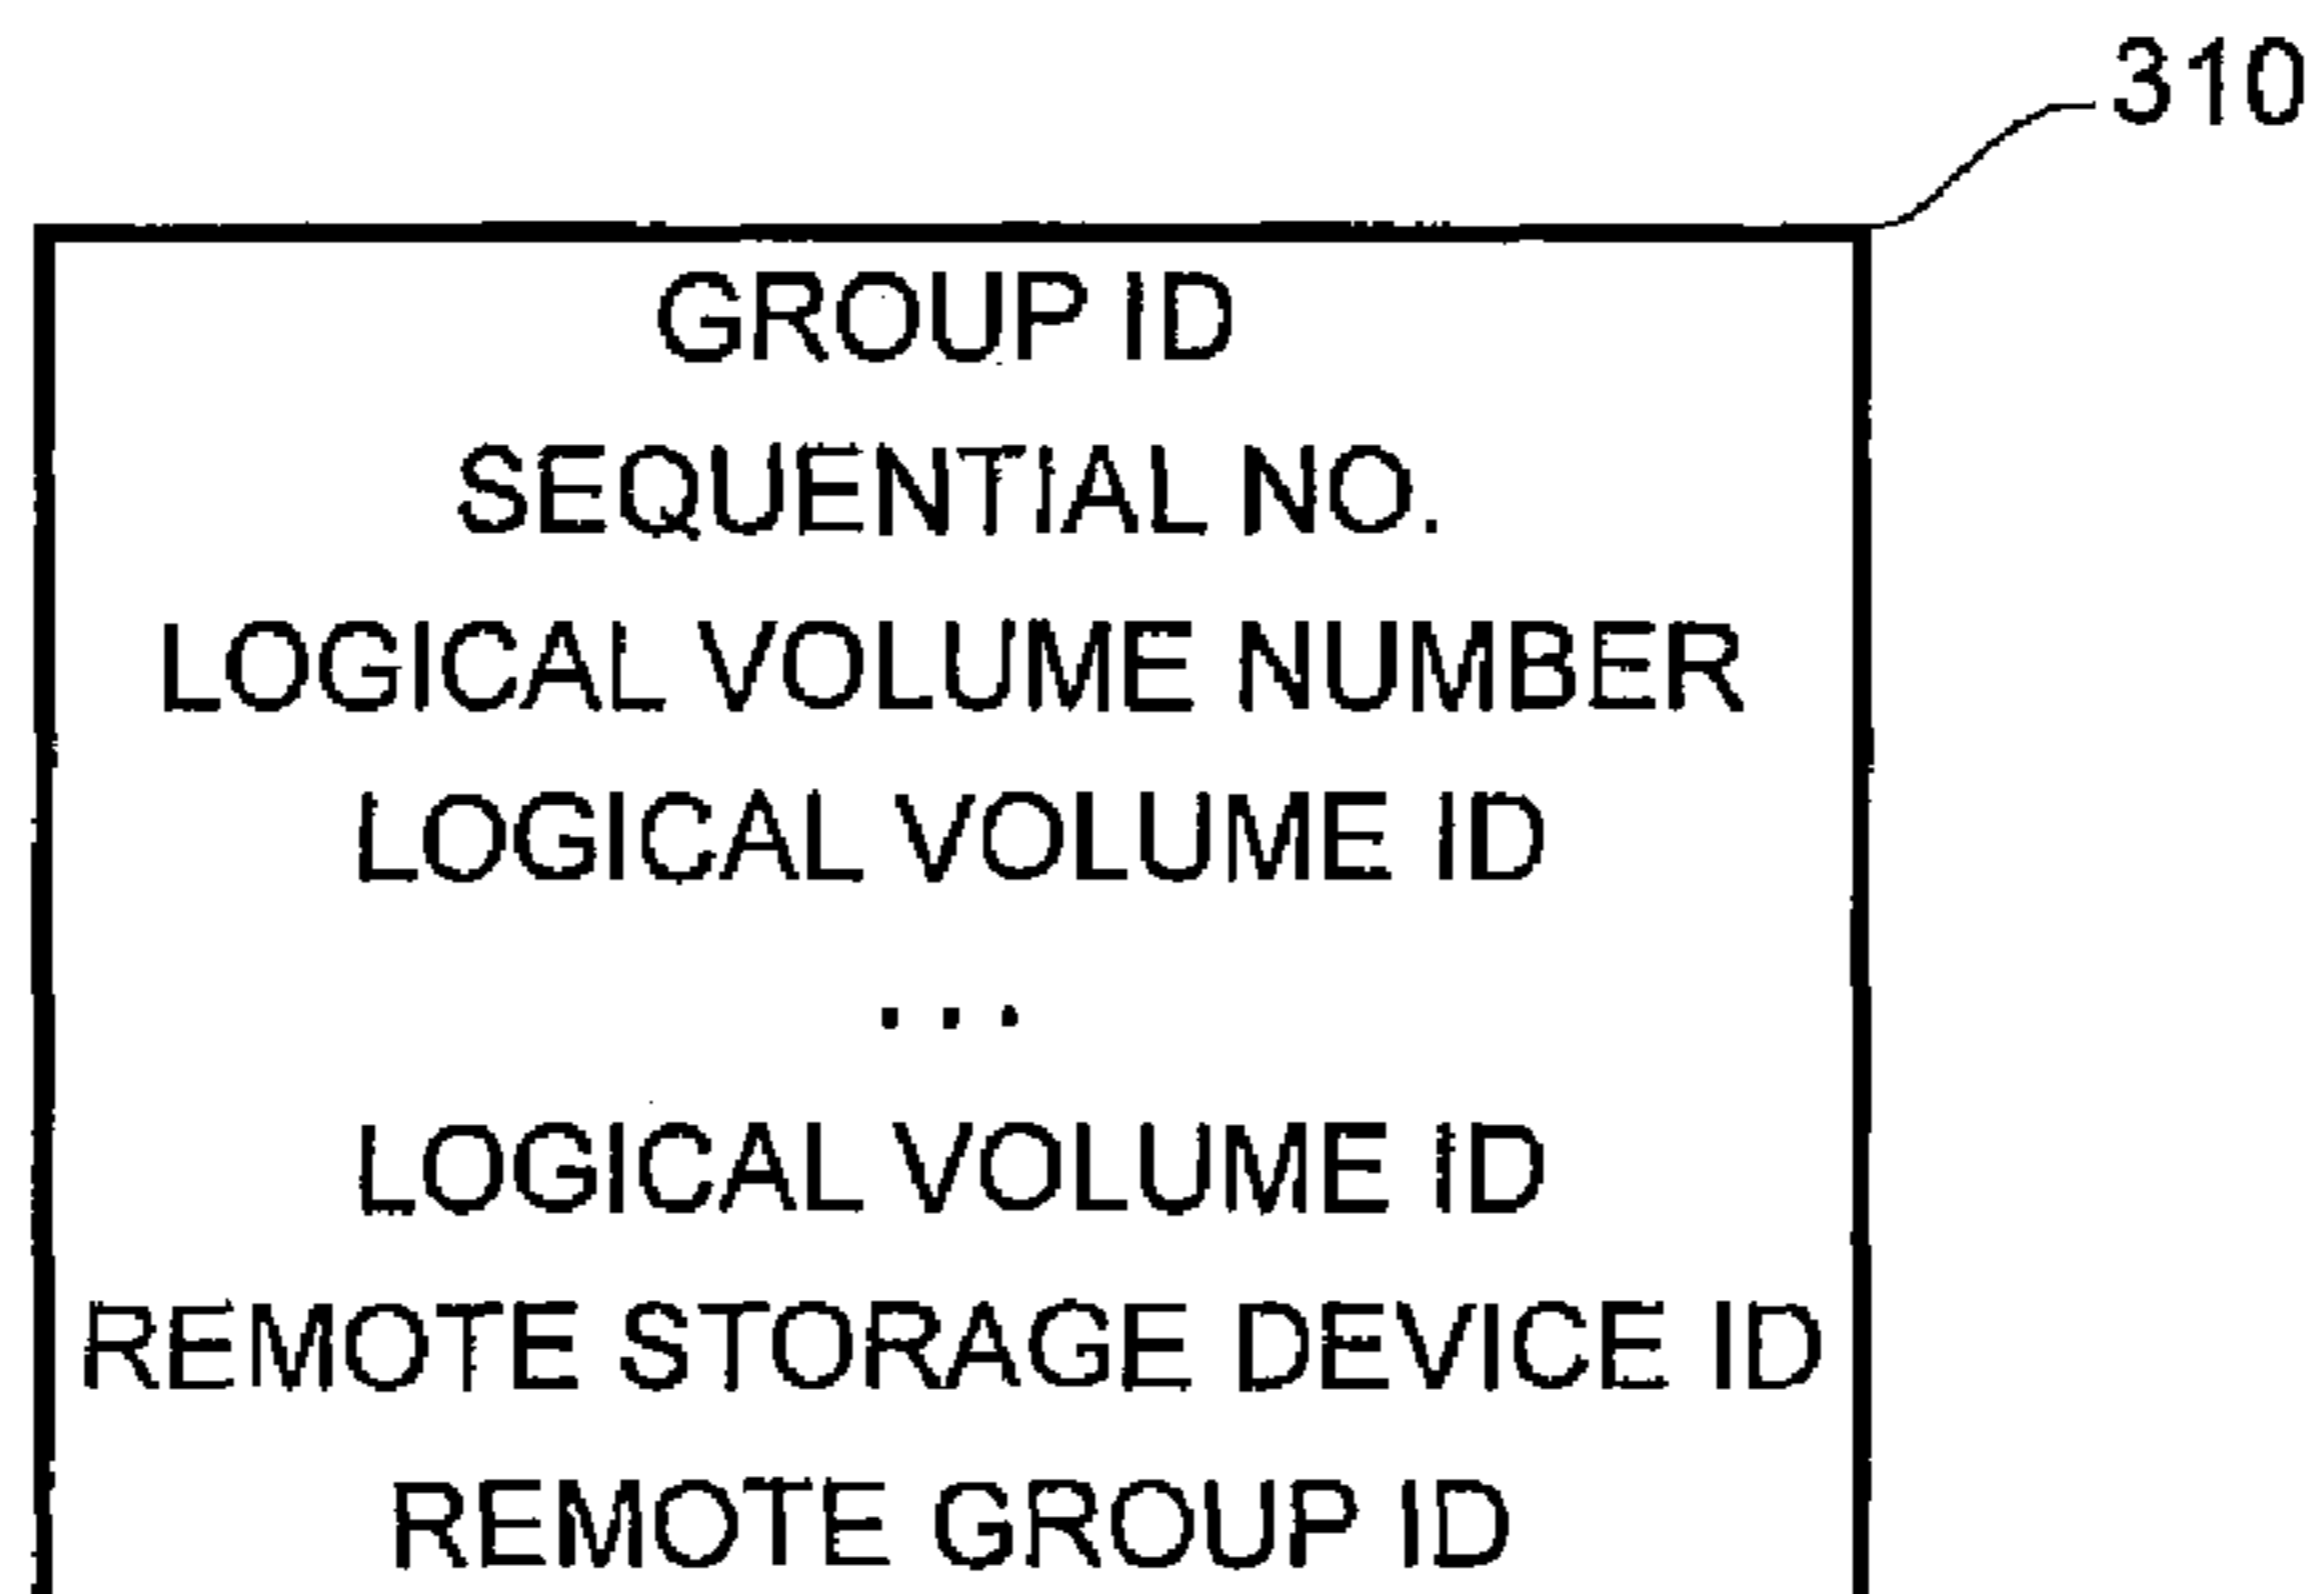 310
GROUP ID
SEQUENTIAL NO.
LOGICAL VOLUME NUMBER
LOGICAL VOLUME ID
...
LOGICAL VOLUME ID
REMOTE STORAGE DEVICE ID
REMOTE GROUP ID